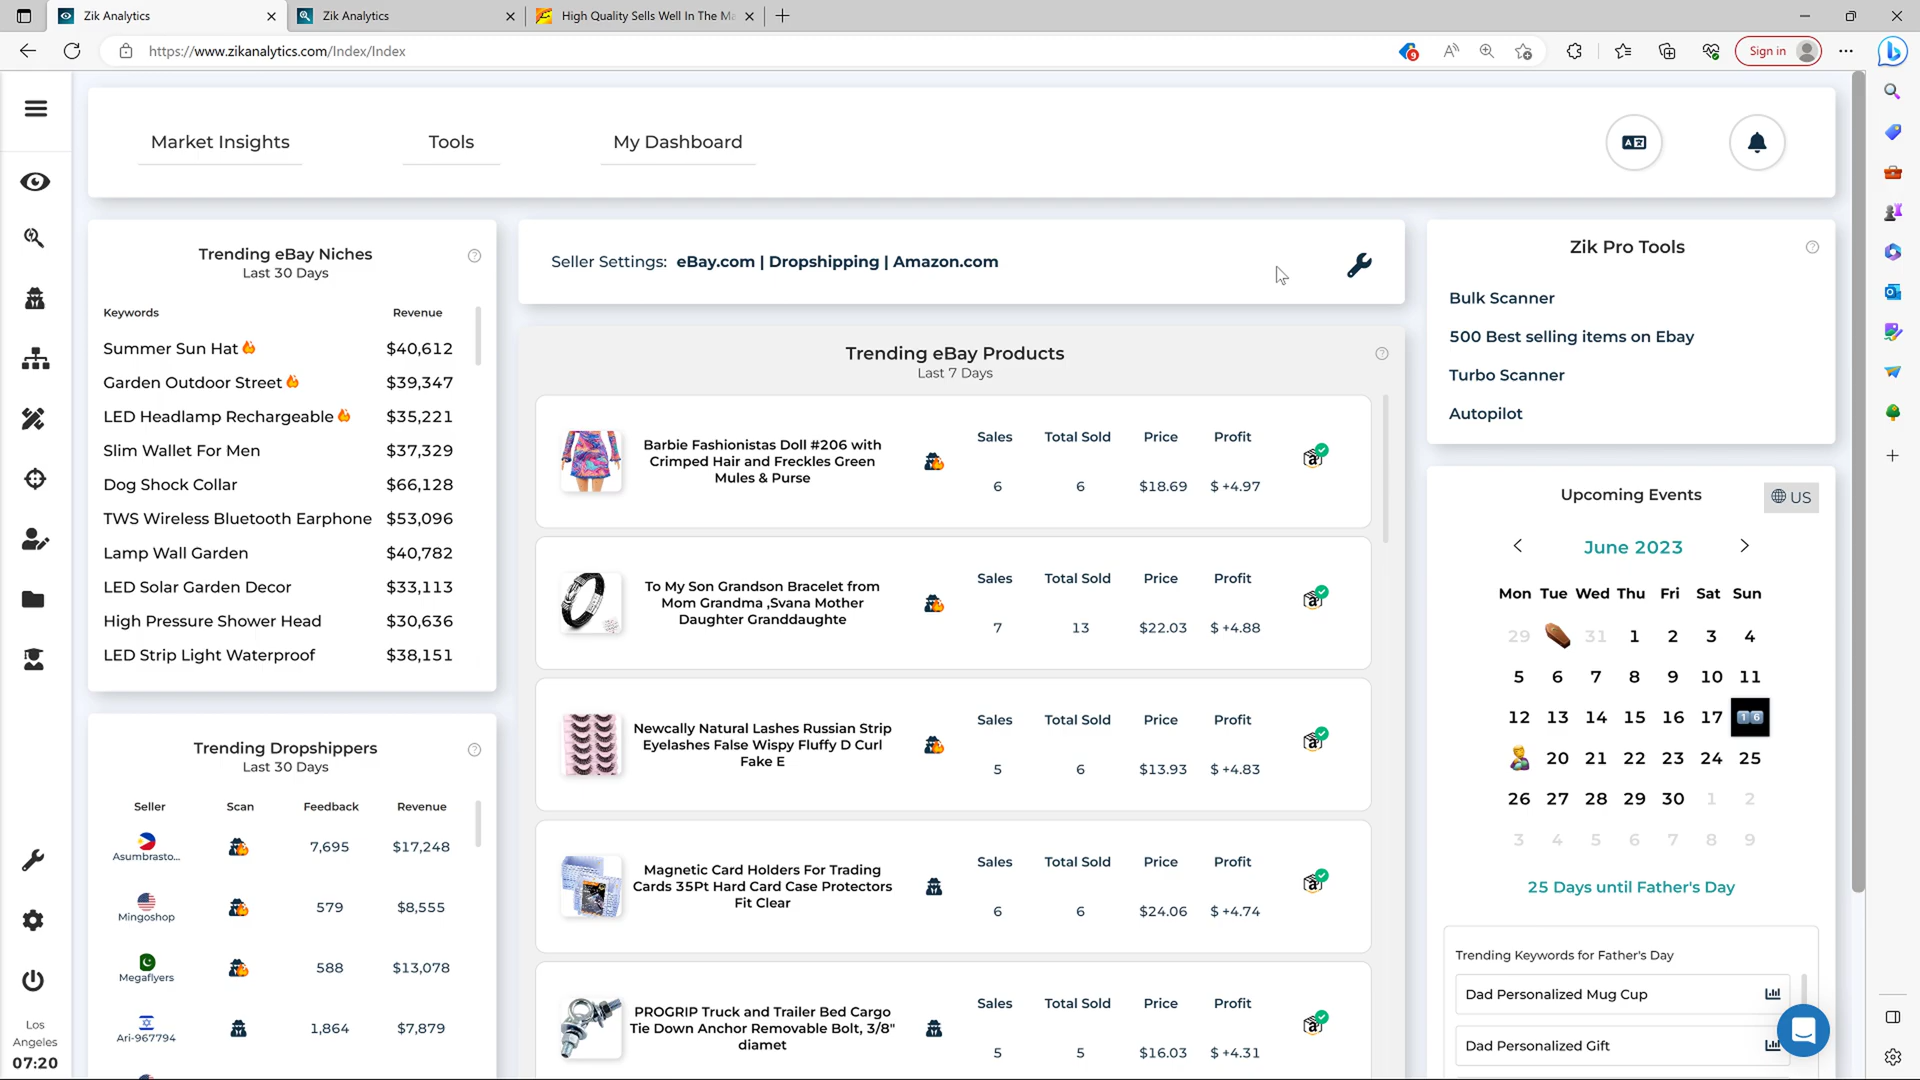 Zik Analytics
Zik Analytics
High Quality Sells Well In The Ma
https://www.zikanalytics.com/Index/Index
9
Sign in
Market Insights
Tools
My Dashboard
Trending eBay Niches
Last 30 Days
Keywords Revenue
Summer Sun Hat $40,612
Garden Outdoor Street $39,347
LED Headlamp Rechargeable $35,221
Slim Wallet For Men $37,329
Dog Shock Collar $66,128
TWS Wireless Bluetooth Earphone $53,096
Lamp Wall Garden $40,782
LED Solar Garden Decor $33,113
High Pressure Shower Head $30,636
LED Strip Light Waterproof $38,151
Trending Dropshippers
Last 30 Days
Seller Scan Feedback Revenue
Asumbrasto... 7,695 $17,248
Mingoshop 579 $8,555
Megaflyers 588 $13,078
Ari-967794 1,864 $7,879
Los
Angeles
07:20
Seller Settings: eBay.com | Dropshipping | Amazon.com
Trending eBay Products
Last 7 Days
Barbie Fashionistas Doll #206 with
Crimped Hair and Freckles Green
Mules & Purse
Sales Total Sold Price Profit
6 6 $18.69 $ +4.97
To My Son Grandson Bracelet from
Mom Grandma ,Svana Mother
Daughter Granddaughte
Sales Total Sold Price Profit
7 13 $22.03 $ +4.88
Newcally Natural Lashes Russian Strip
Eyelashes False Wispy Fluffy D Curl
Fake E
Sales Total Sold Price Profit
5 6 $13.93 $ +4.83
Magnetic Card Holders For Trading
Cards 35Pt Hard Card Case Protectors
Fit Clear
Sales Total Sold Price Profit
6 6 $24.06 $ +4.74
PROGRIP Truck and Trailer Bed Cargo
Tie Down Anchor Removable Bolt, 3/8"
diamet
Sales Total Sold Price Profit
5 5 $16.03 $ +4.31
Zik Pro Tools
Bulk Scanner
500 Best selling items on Ebay
Turbo Scanner
Autopilot
Upcoming Events
US
June 2023
Mon Tue Wed Thu Fri Sat Sun
29 31 1 2 3 4
5 6 7 8 9 10 11
12 13 14 15 16 17 16
20 21 22 23 24 25
26 27 28 29 30 1 2
3 4 5 6 7 8 9
25 Days until Father's Day
Trending Keywords for Father's Day
Dad Personalized Mug Cup
Dad Personalized Gift